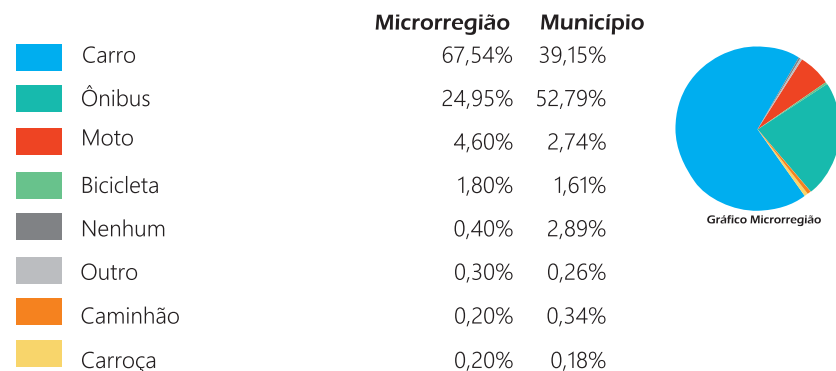 Microrregião Município
Carro 67,54% 39,15%
Ônibus 24,95% 52,79%
Moto 4,60% 2,74%
Bicicleta 1,80% 1,61%
Nenhum 0,40% 2,89%
Outro 0,30% 0,26%
Caminhão 0,20% 0,34%
Carroça 0,20% 0,18%
Gráfico Microrregião